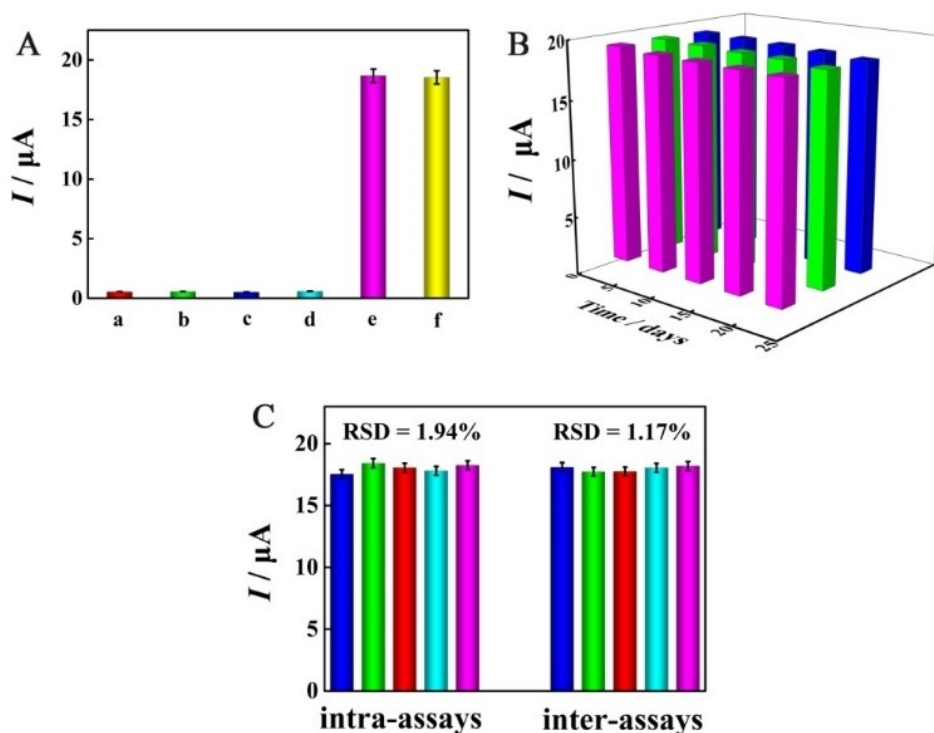 A
I / μA
20
15
10
5
0
a b c d e f
B
I / μA
20
15
10
5
0
5
10
15
20
25
Time / days
C
I / μA
20
15
10
5
0
RSD = 1.94% RSD = 1.17%
intra-assays inter-assays